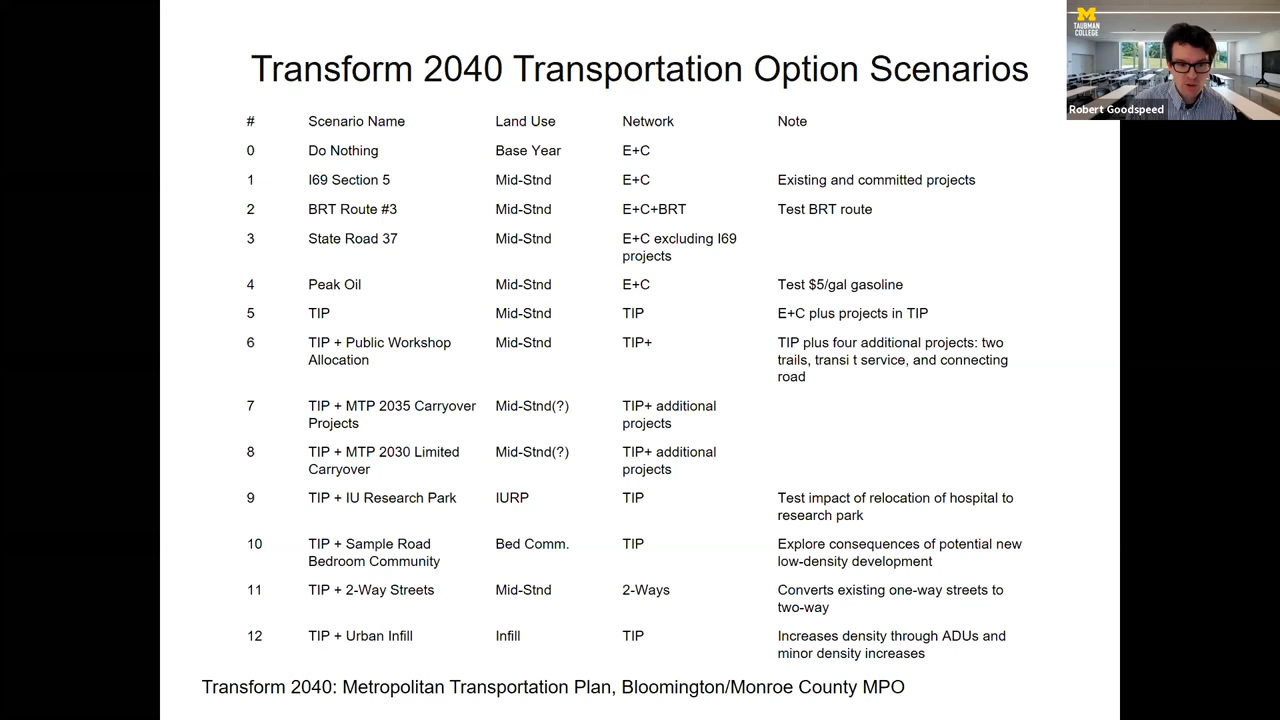 Transform 2040 Transportation Option Scenarios
M
TAUBMAN
COLLEGE
Robert Goodspeed
# Scenario Name Land Use Network Note
0 Do Nothing Base Year E+C
1 I69 Section 5 Mid-Stnd E+C Existing and committed projects
2 BRT Route #3 Mid-Stnd E+C+BRT Test BRT route
3 State Road 37 Mid-Stnd E+C excluding I69
projects
4 Peak Oil Mid-Stnd E+C Test $5/gal gasoline
5 TIP Mid-Stnd TIP E+C plus projects in TIP
6 TIP + Public Workshop Mid-Stnd TIP+ TIP plus four additional projects: two
Allocation trails, transi t service, and connecting
road
7 TIP + MTP 2035 Carryover Mid-Stnd(?) TIP+ additional
Projects projects
8 TIP + MTP 2030 Limited Mid-Stnd(?) TIP+ additional
Carryover projects
9 TIP + IU Research Park IURP TIP Test impact of relocation of hospital to
research park
10 TIP + Sample Road Bed Comm. TIP Explore consequences of potential new
Bedroom Community low-density development
11 TIP + 2-Way Streets Mid-Stnd 2-Ways Converts existing one-way streets to
two-way
12 TIP + Urban Infill Infill TIP Increases density through ADUs and
minor density increases
Transform 2040: Metropolitan Transportation Plan, Bloomington/Monroe County MPO